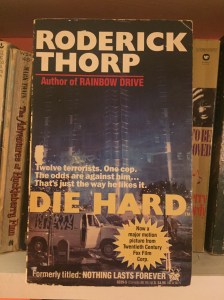 RODERICK
THORP
Author of RAINBOW DRIVE
Twelve terrorists. One cop.
The odds are against him...
That's just the way he likes it.
DIE HARD
Now a
major motion
picture from
Twentieth Century
Fox Film
Corp.
Formerly titled: NOTHING LASTS FOREVER
The Adventures of Huckleberry Finn